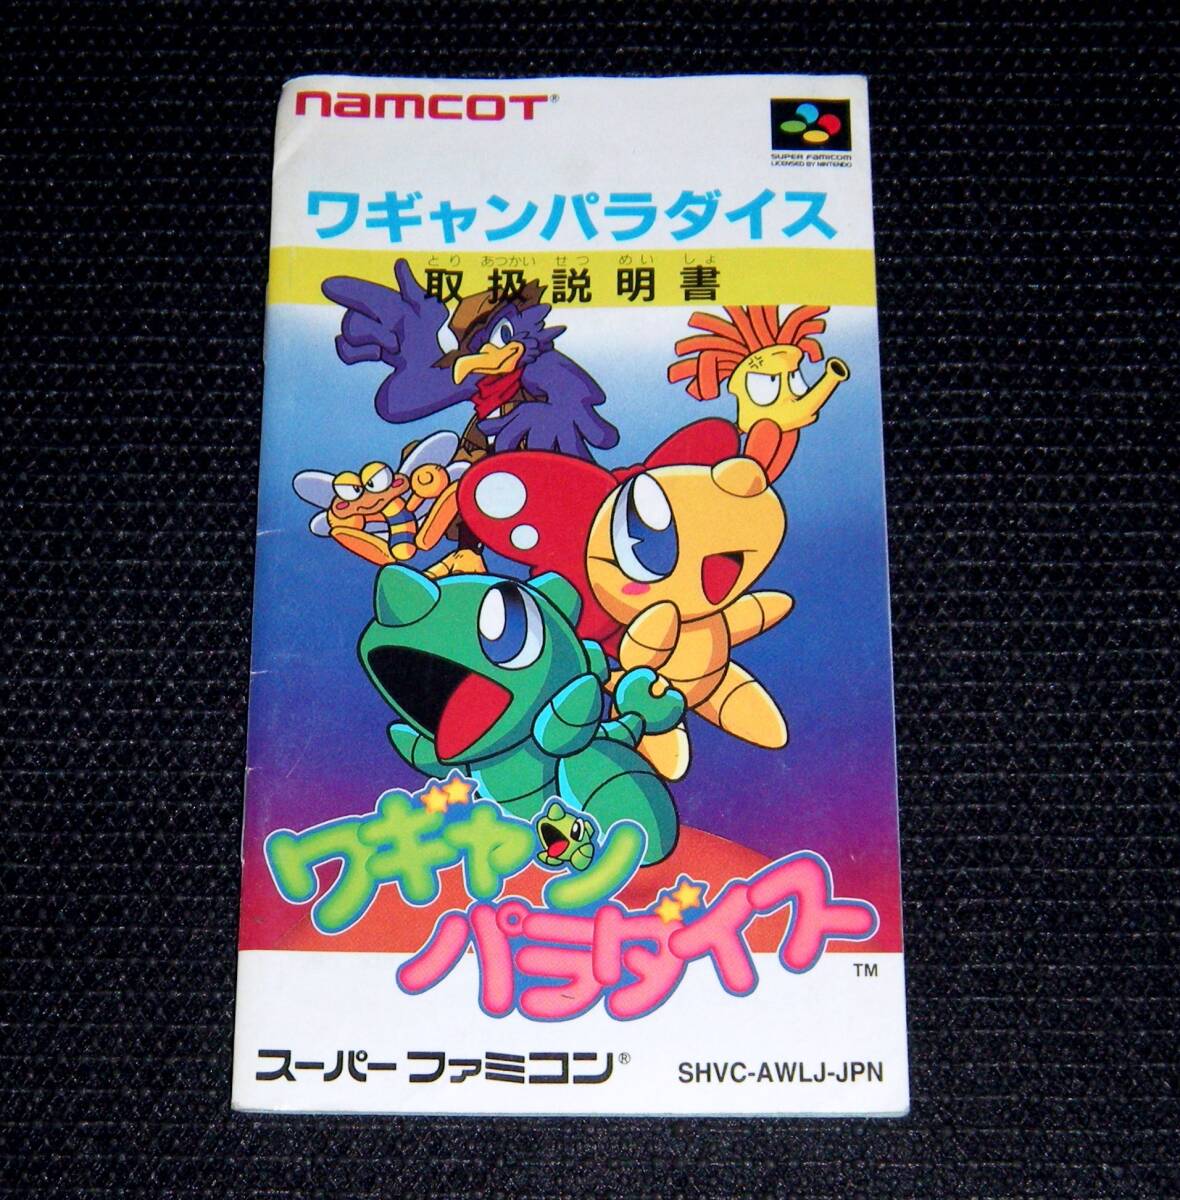 namcot®
SUPER Famicom
LICENSED BY NINTENDO
ワギャンパラダイス
とり あつかい せつ めい しょ
取扱説明書
ワギャン
パラダイス
TM
スーパーファミコン®
SHVC-AWLJ-JPN